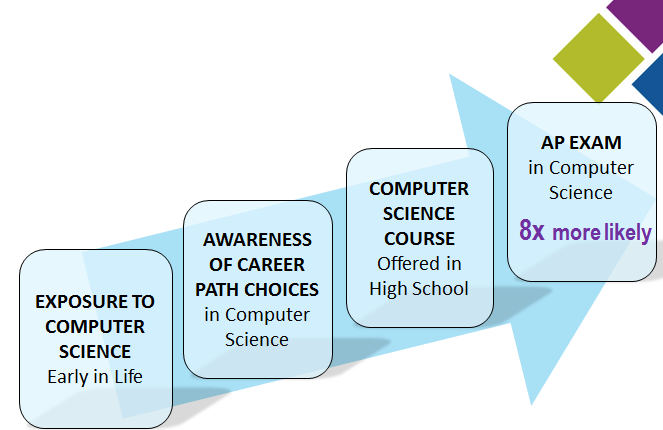 EXPOSURE TO
COMPUTER
SCIENCE
Early in Life
AWARENESS
OF CAREER
PATH CHOICES
in Computer
Science
COMPUTER
SCIENCE
COURSE
Offered in
High School
AP EXAM
in Computer
Science
8x more likely